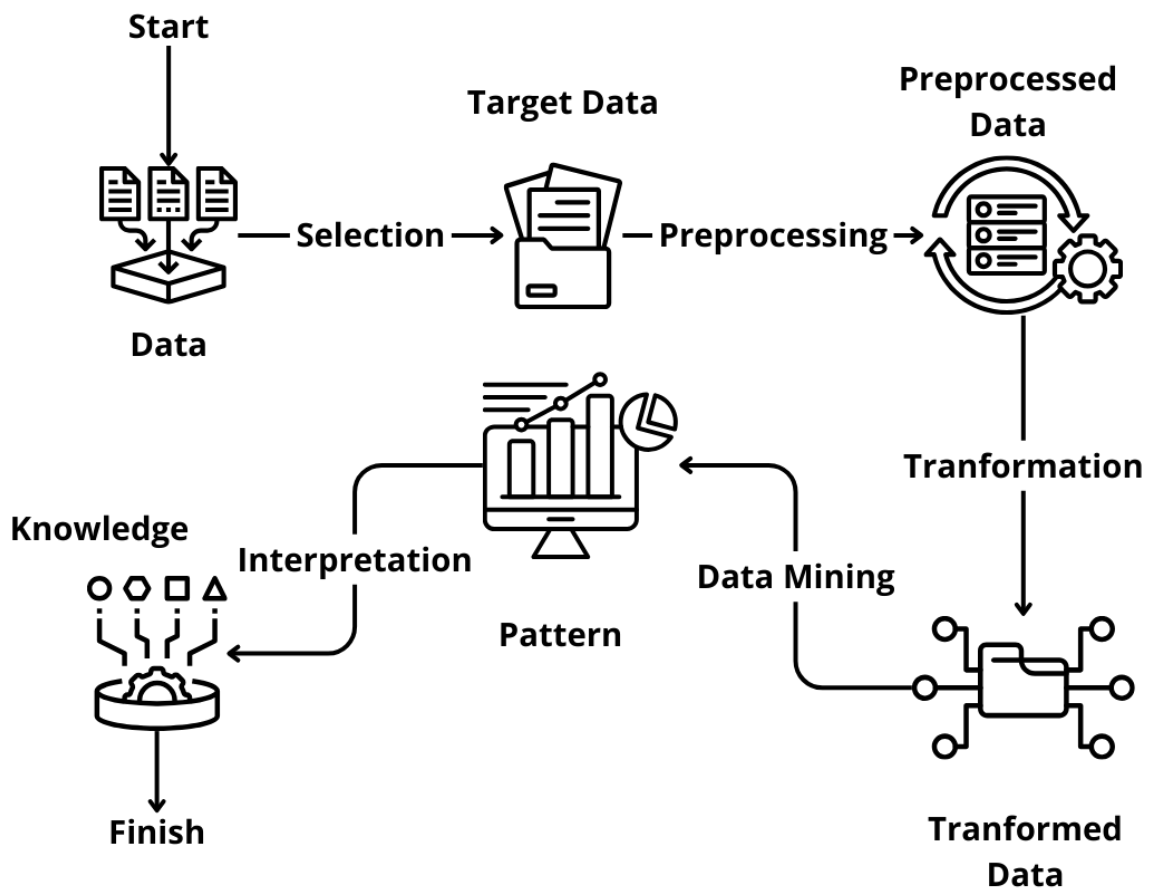 Start
Target Data
Preprocessed
Data
Selection
Preprocessing
Data
Tranformation
Knowledge
Interpretation
Data Mining
Pattern
Finish
Tranformed
Data